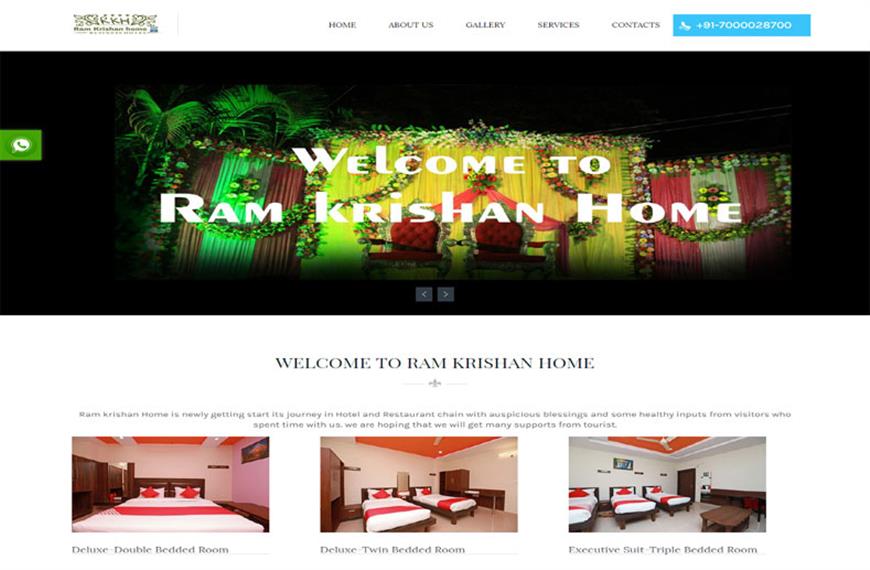 RKH
Ram Krishan home
HOME ABOUT US GALLERY SERVICES CONTACTS +91-7000028700
Welcome to
Ram krishan Home
< >
WELCOME TO RAM KRISHAN HOME
Ram krishan Home is newly getting start its journey in Hotel and Restaurant chain with auspicious blessings and some healthy inputs from visitors who
spent time with us. we are hoping that we will get many supports from tourist.
Deluxe-Double Bedded Room
Deluxe-Twin Bedded Room
Executive Suit-Triple Bedded Room